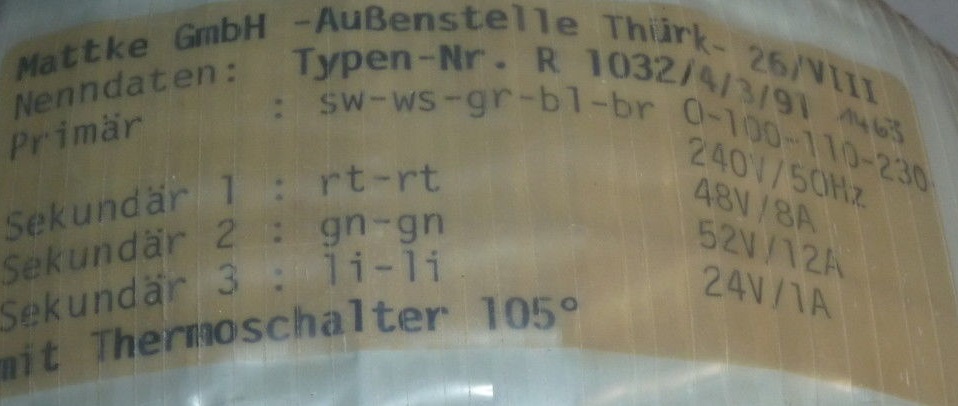 Mattke GmbH -Außenstelle Thürk- 26/VIII
Nenndaten: Typen-Nr. R 1032/4/3/91 1463
Primär : sw-ws-gr-bl-br 0-100-110-230-
240V/50Hz
Sekundär 1 : rt-rt 48V/8A
Sekundär 2 : gn-gn 52V/12A
Sekundär 3 : li-li 24V/1A
mit Thermoschalter 105°